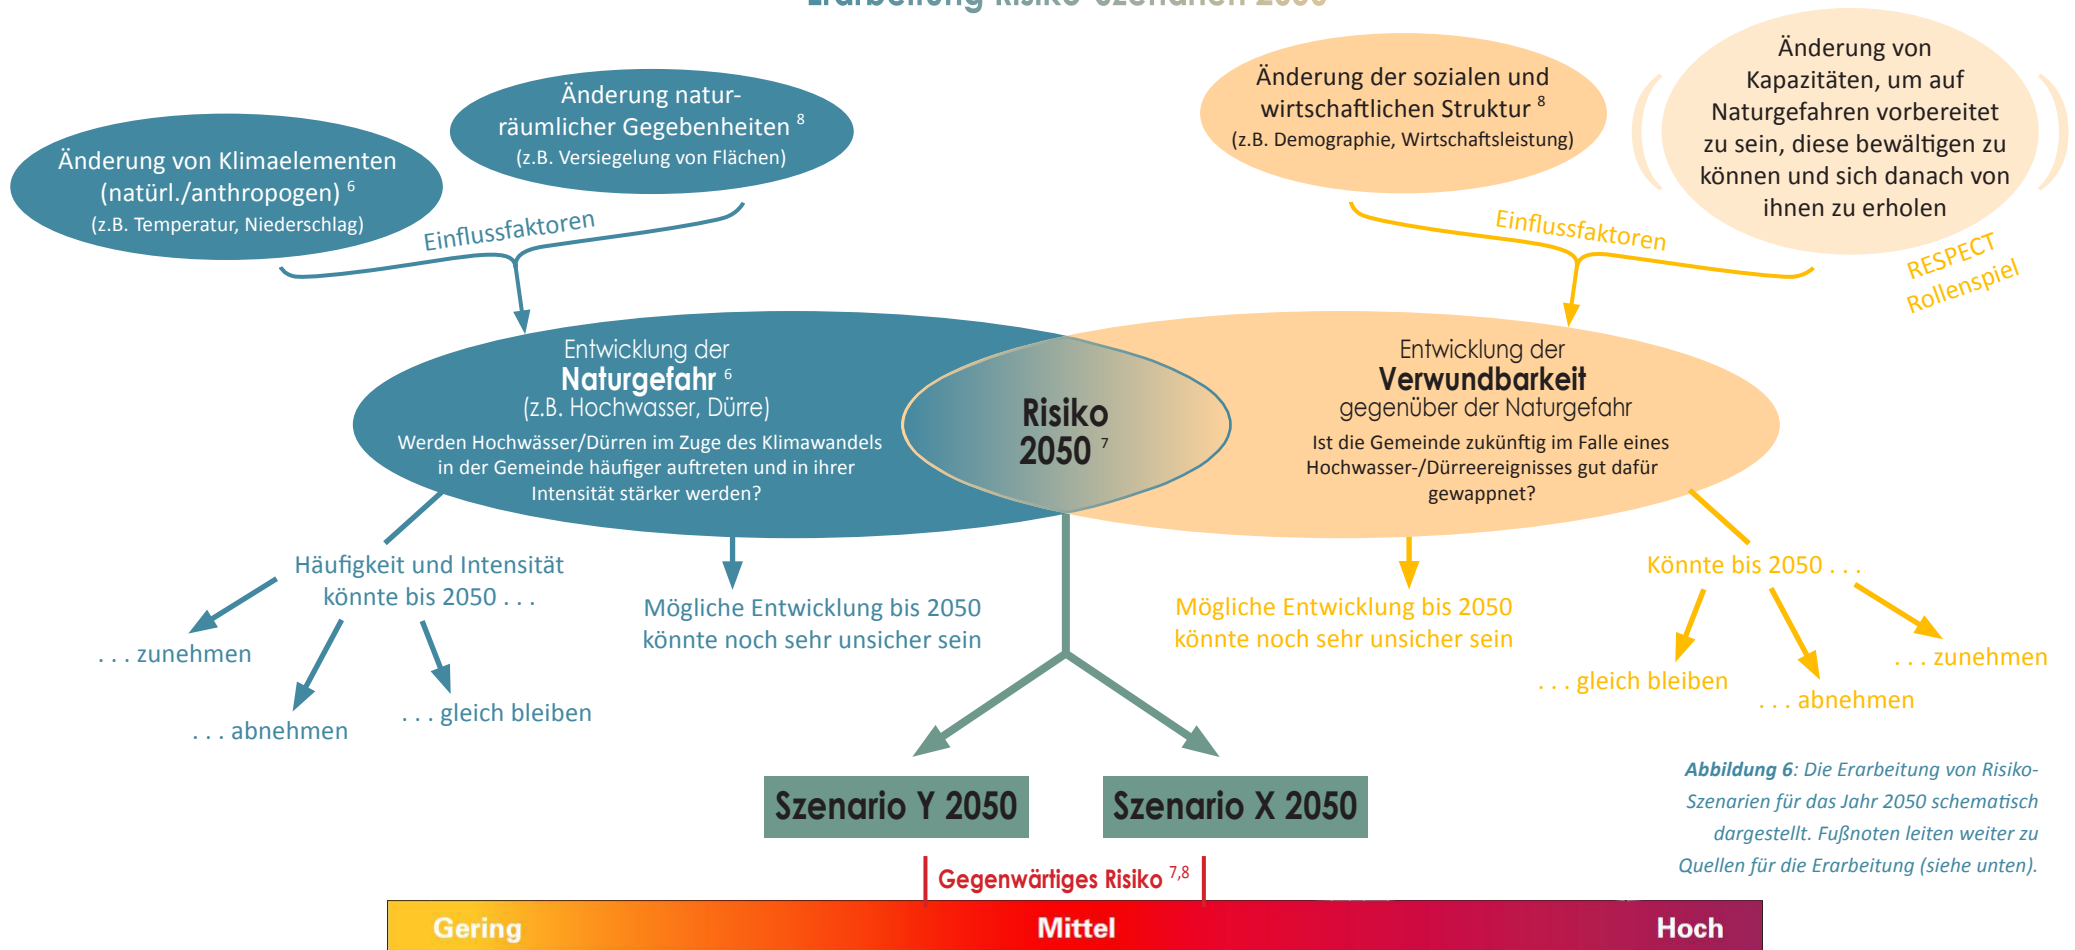 Erarbeitung Risiko-Szenarien 2050
Änderung von Klimaelementen
(natürl./anthropogen) 6
(z.B. Temperatur, Niederschlag)
Änderung natur-
räumlicher Gegebenheiten 8
(z.B. Versiegelung von Flächen)
Einflussfaktoren
Änderung der sozialen und
wirtschaftlichen Struktur 8
(z.B. Demographie, Wirtschaftsleistung)
Änderung von
Kapazitäten, um auf
Naturgefahren vorbereitet
zu sein, diese bewältigen zu
können und sich danach von
ihnen zu erholen
Einflussfaktoren
RESPECT
Rollenspiel
Entwicklung der
Naturgefahr 6
(z.B. Hochwasser, Dürre)
Werden Hochwässer/Dürren im Zuge des Klimawandels
in der Gemeinde häufiger auftreten und in ihrer
Intensität stärker werden?
Risiko
2050 7
Entwicklung der
Verwundbarkeit
gegenüber der Naturgefahr
Ist die Gemeinde zukünftig im Falle eines
Hochwasser-/Dürreereignisses gut dafür
gewappnet?
Häufigkeit und Intensität
könnte bis 2050 . . .
. . . zunehmen
. . . abnehmen
. . . gleich bleiben
Mögliche Entwicklung bis 2050
könnte noch sehr unsicher sein
Mögliche Entwicklung bis 2050
könnte noch sehr unsicher sein
Könnte bis 2050 . . .
. . . gleich bleiben
. . . abnehmen
. . . zunehmen
Szenario Y 2050
Szenario X 2050
Abbildung 6: Die Erarbeitung von Risiko-
Szenarien für das Jahr 2050 schematisch
dargestellt. Fußnoten leiten weiter zu
Quellen für die Erarbeitung (siehe unten).
Gegenwärtiges Risiko 7,8
Gering
Mittel
Hoch